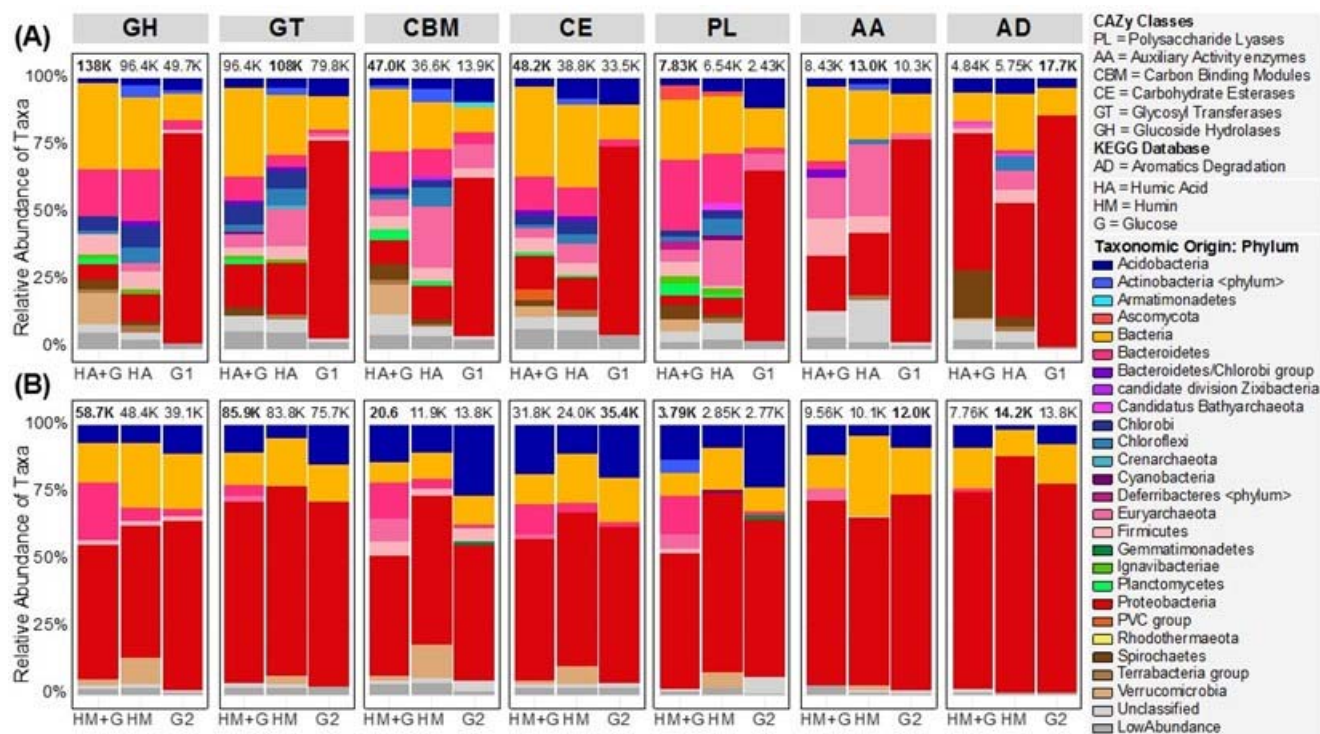 GH GT CBM CE PL AA AD
(A)
138K 96.4K 49.7K 96.4K 108K 79.8K 47.0K 36.6K 13.9K 48.2K 38.8K 33.5K 7.83K 6.54K 2.43K 8.43K 13.0K 10.3K 4.84K 5.75K 17.7K
Relative Abundance of Taxa
100%
75%
50%
25%
0%
HA+G HA G1 HA+G HA G1 HA+G HA G1 HA+G HA G1 HA+G HA G1 HA+G HA G1 HA+G HA G1
(B)
58.7K 48.4K 39.1K 85.9K 83.8K 75.7K 20.6 11.9K 13.8K 31.8K 24.0K 35.4K 3.79K 2.85K 2.77K 9.56K 10.1K 12.0K 7.76K 14.2K 13.8K
Relative Abundance of Taxa
100%
75%
50%
25%
0%
HM+G HM G2 HM+G HM G2 HM+G HM G2 HM+G HM G2 HM+G HM G2 HM+G HM G2 HM+G HM G2
CAZy Classes
PL = Polysaccharide Lyases
AA = Auxiliary Activity enzymes
CBM = Carbon Binding Modules
CE = Carbohydrate Esterases
GT = Glycosyl Transferases
GH = Glucoside Hydrolases
KEGG Database
AD = Aromatics Degradation
HA = Humic Acid
HM = Humin
G = Glucose
Taxonomic Origin: Phylum
Acidobacteria
Actinobacteria <phylum>
Armatimonadetes
Ascomycota
Bacteria
Bacteroidetes
Bacteroidetes/Chlorobi group
candidate division Zixibacteria
Candidatus Bathyarchaeota
Chlorobi
Chloroflexi
Crenarchaeota
Cyanobacteria
Deferribacteres <phylum>
Euryarchaeota
Firmicutes
Gemmatimonadetes
Ignavibacteriae
Planctomycetes
Proteobacteria
PVC group
Rhodothermaeota
Spirochaetes
Terrabacteria group
Verrucomicrobia
Unclassified
LowAbundance